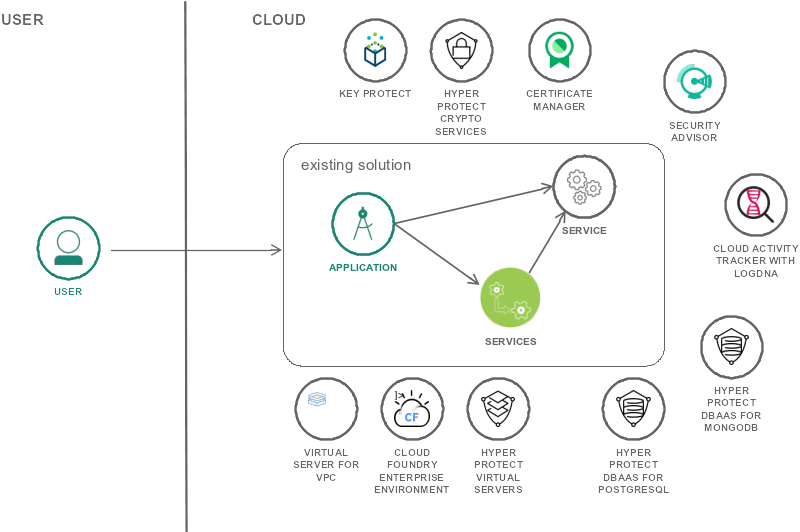 USER
CLOUD
KEY PROTECT
HYPER
PROTECT
CRYPTO
SERVICES
CERTIFICATE
MANAGER
SECURITY
ADVISOR
existing solution
SERVICE
APPLICATION
CLOUD ACTIVITY
TRACKER WITH
LOGDNA
USER
SERVICES
HYPER
PROTECT
DBAAS FOR
MONGODB
VIRTUAL
SERVER FOR
VPC
CF
CLOUD
FOUNDRY
ENTERPRISE
ENVIRONMENT
HYPER
PROTECT
VIRTUAL
SERVERS
HYPER
PROTECT
DBAAS FOR
POSTGRESQL